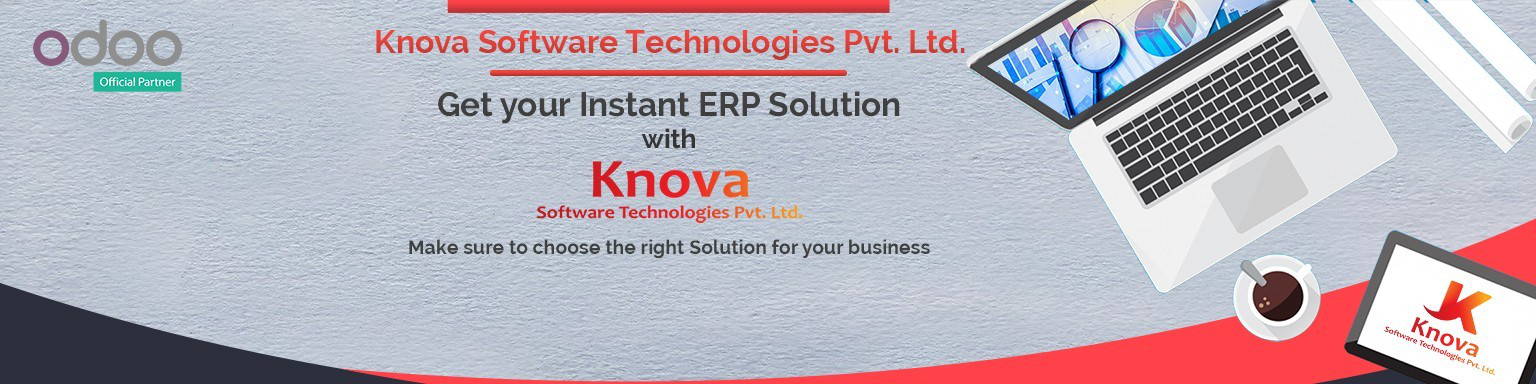 odoo
Official Partner
Knova Software Technologies Pvt. Ltd.
Get your Instant ERP Solution
with
Knova
Software Technologies Pvt. Ltd.
Make sure to choose the right Solution for your business
Knova
Software Technologies Pvt. Ltd.